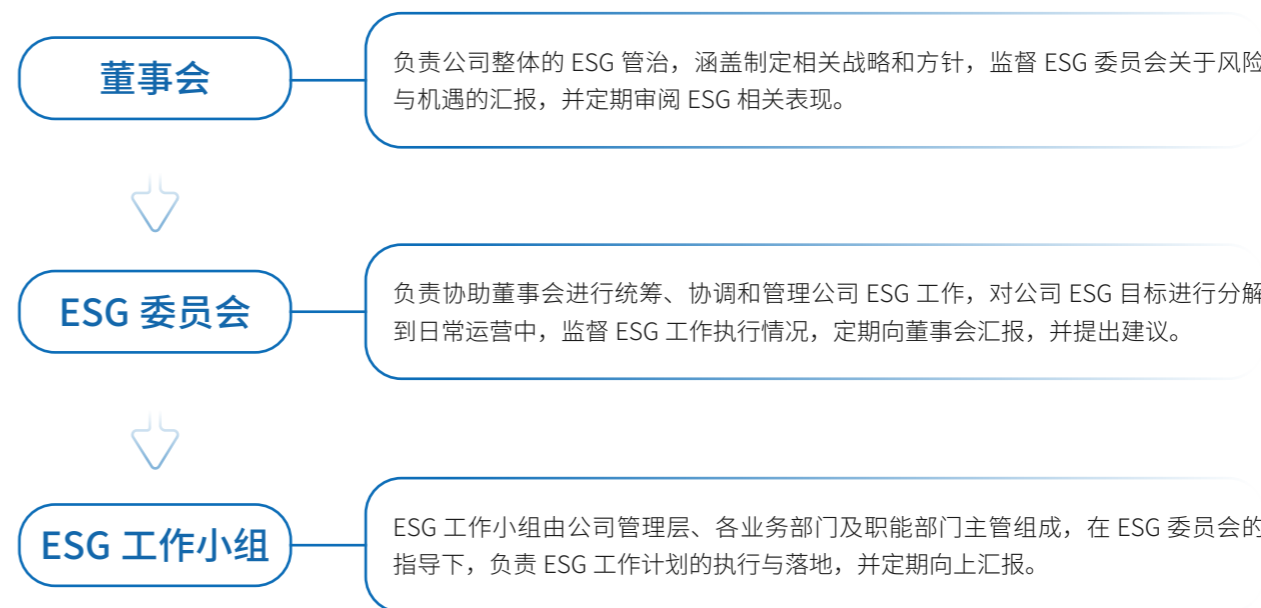 董事会
负责公司整体的 ESG 管治，涵盖制定相关战略和方针，监督 ESG 委员会关于风险
与机遇的汇报，并定期审阅 ESG 相关表现。
ESG 委员会
负责协助董事会进行统筹、协调和管理公司 ESG 工作，对公司 ESG 目标进行分解
到日常运营中，监督 ESG 工作执行情况，定期向董事会汇报，并提出建议。
ESG 工作小组
ESG 工作小组由公司管理层、各业务部门及职能部门主管组成，在 ESG 委员会的
指导下，负责 ESG 工作计划的执行与落地，并定期向上汇报。